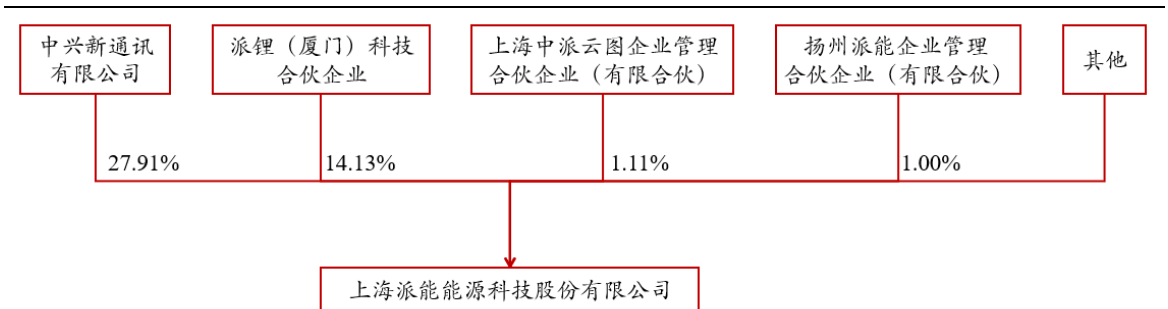 中兴新通讯
有限公司
派锂（厦门）科技
合伙企业
上海中派云图企业管理
合伙企业（有限合伙）
扬州派能企业管理
合伙企业（有限合伙）
其他
27.91%
14.13%
1.11%
1.00%
上海派能能源科技股份有限公司